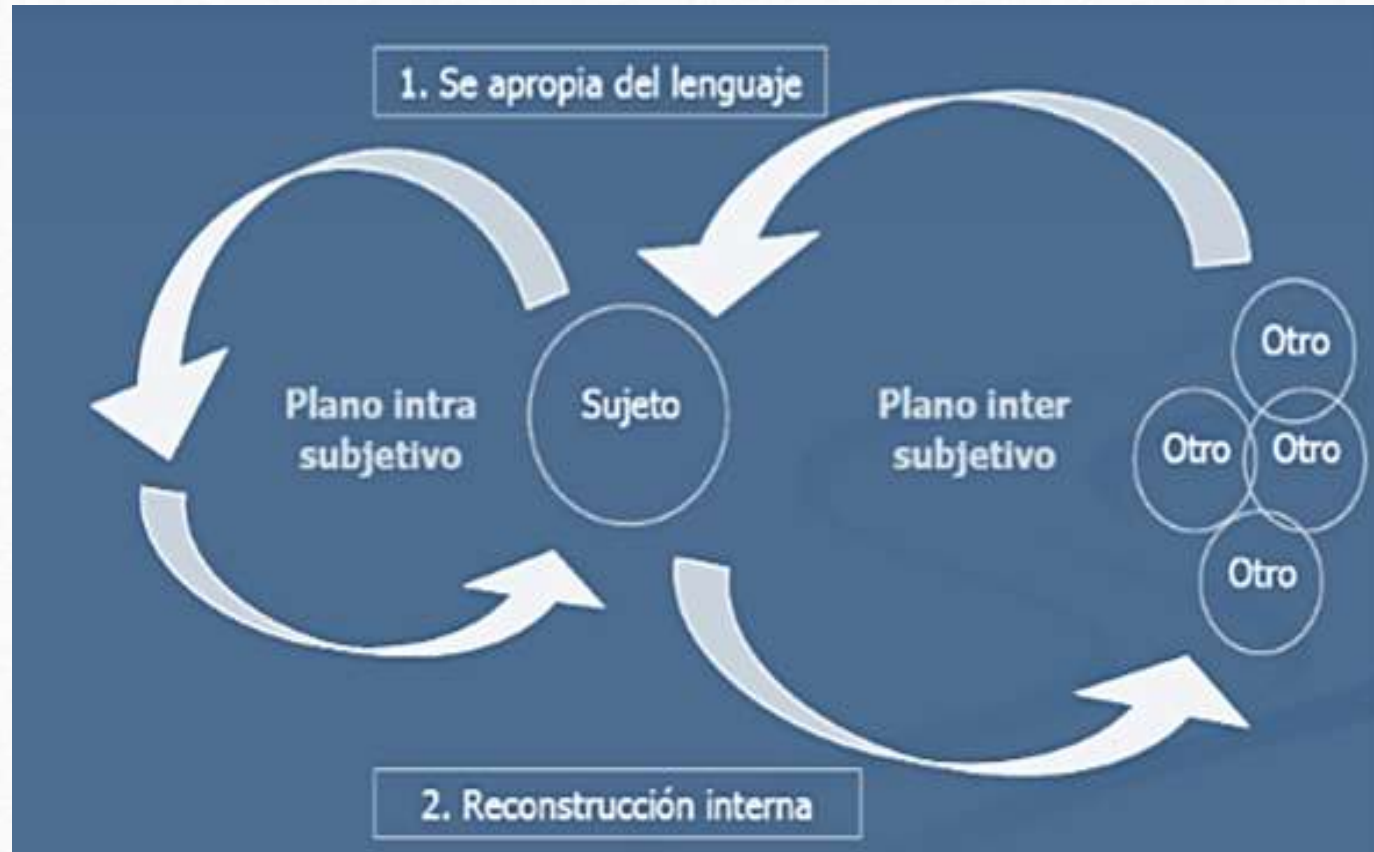 1. Se apropia del lenguaje
Plano intra
subjetivo
Sujeto
Plano inter
subjetivo
Otro
Otro
Otro
Otro
2. Reconstrucción interna